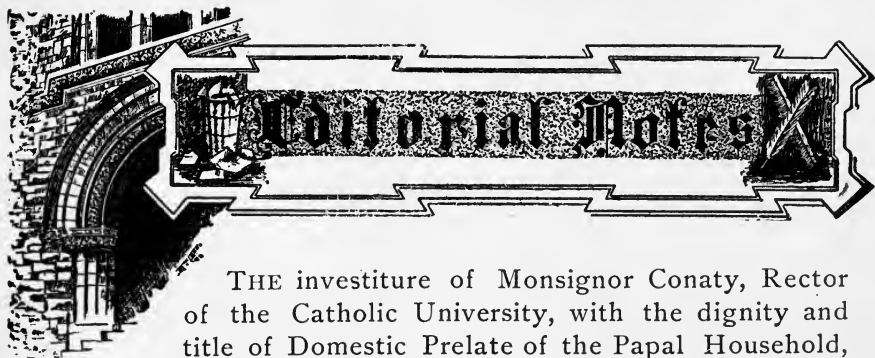 Editorial Notes
THE investiture of Monsignor Conaty, Rector
of the Catholic University, with the dignity and
title of Domestic Prelate of the Papal Household,